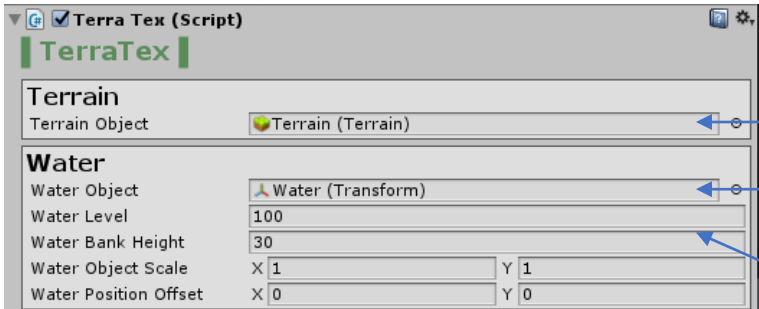 Terra Tex (Script)
TerraTex
Terrain
Terrain Object Terrain (Terrain)
Water
Water Object Water (Transform)
Water Level 100
Water Bank Height 30
Water Object Scale X 1 Y 1
Water Position Offset X 0 Y 0